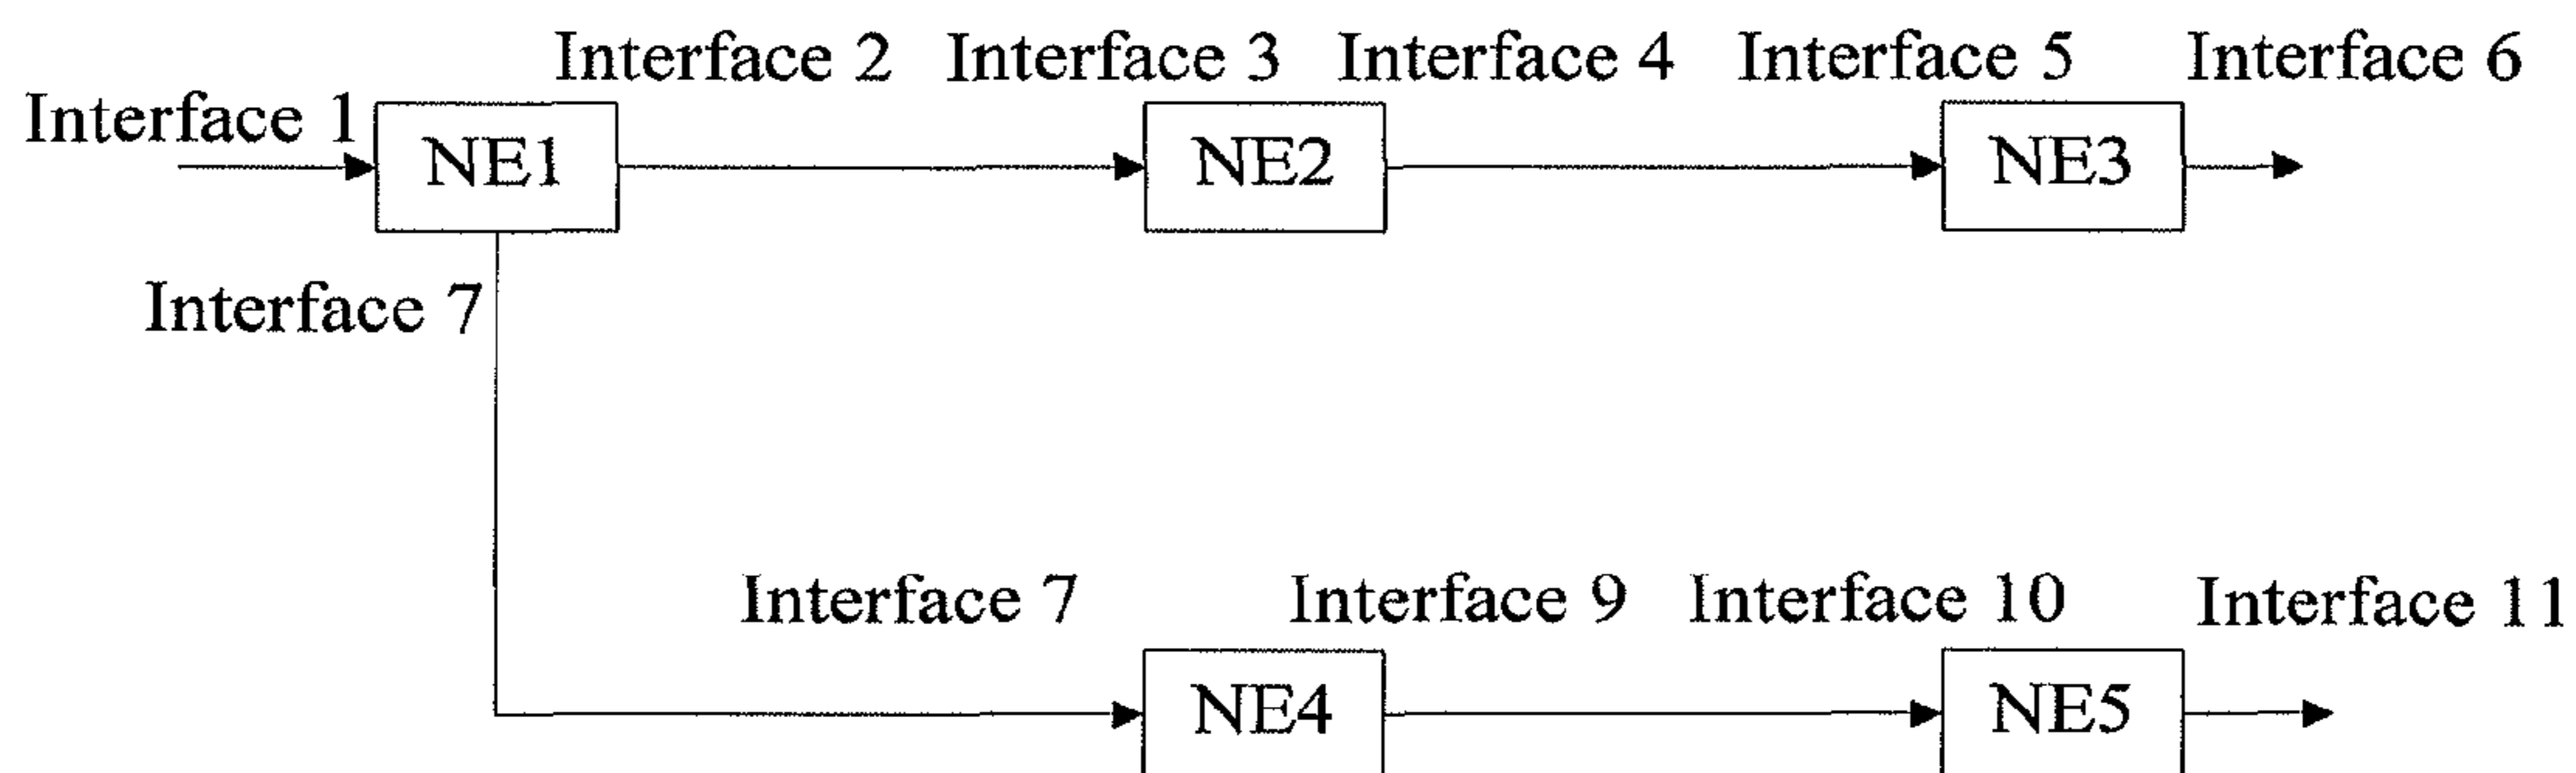 Interface 2 Interface 3 Interface 4 Interface 5 Interface 6
Interface 1
NE1 NE2 NE3
Interface 7
Interface 7 Interface 9 Interface 10 Interface 11
NE4 NE5